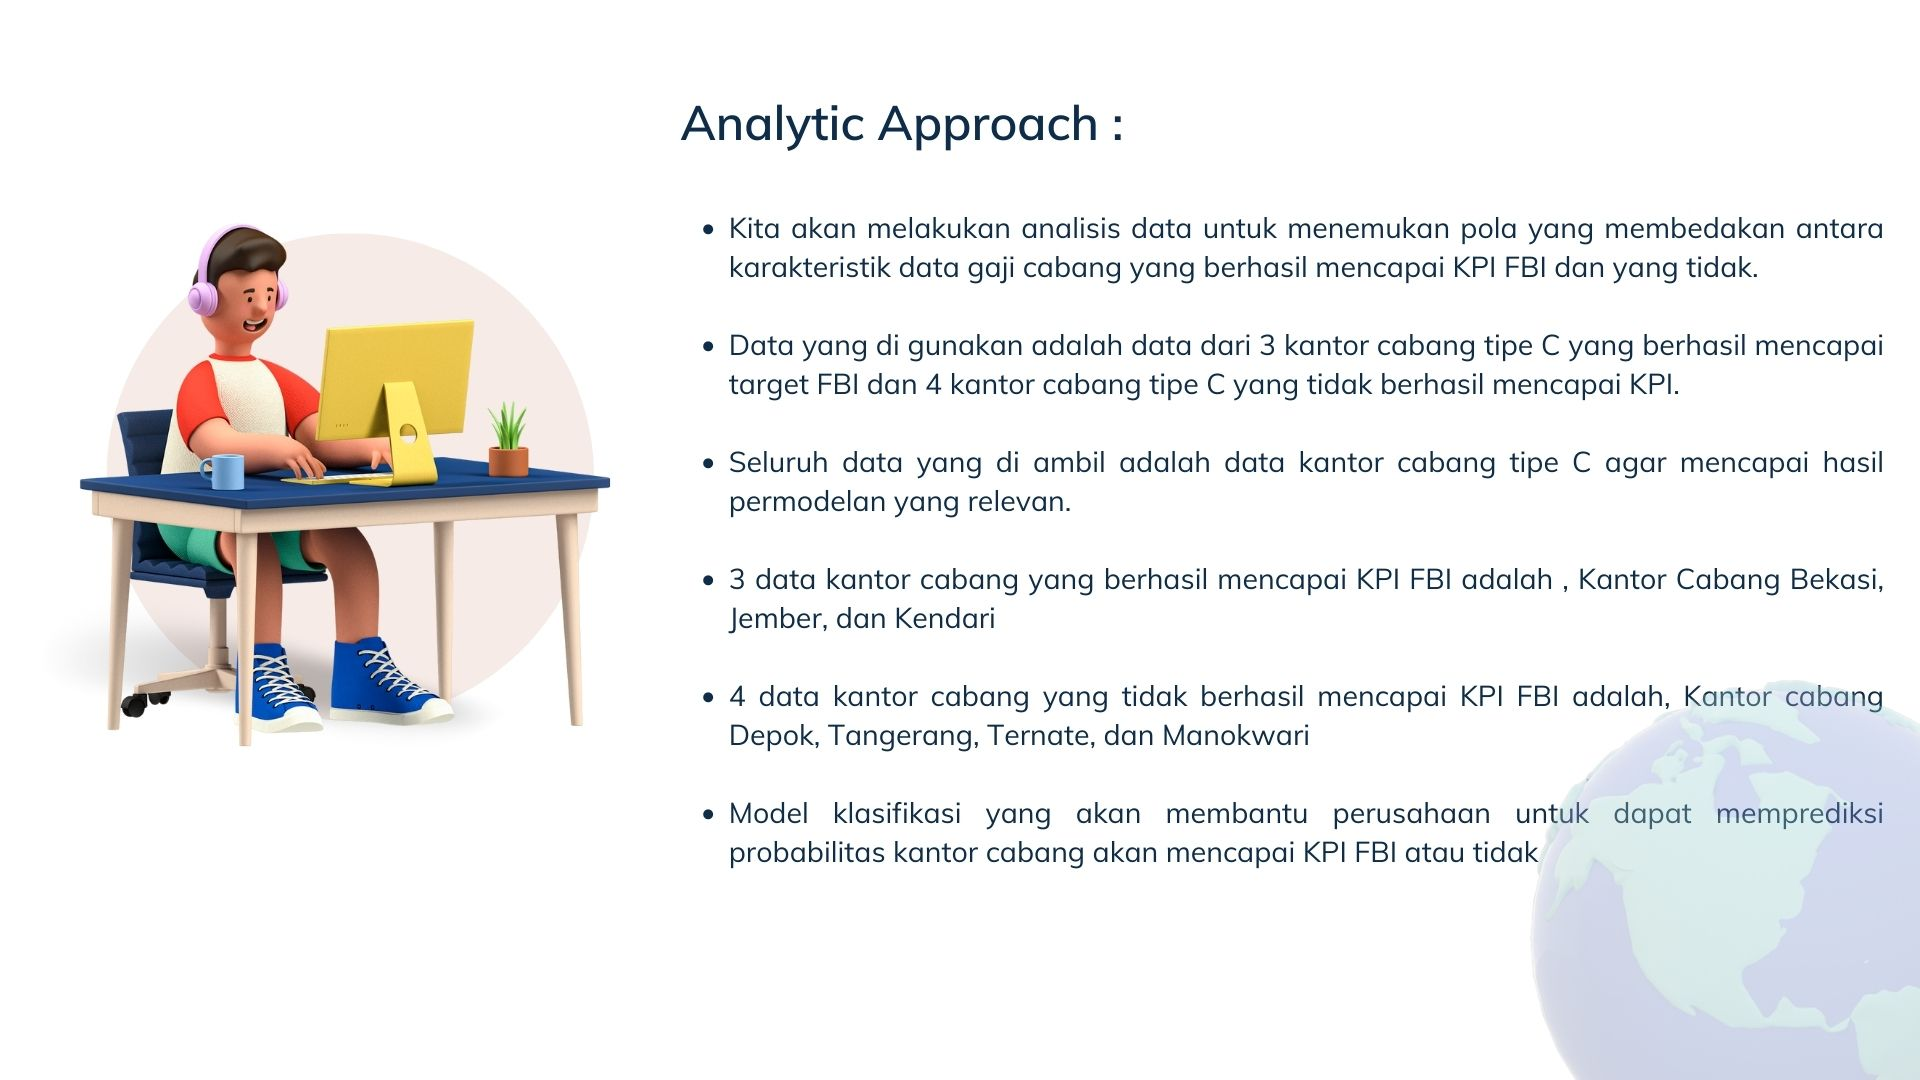 Analytic Approach :
• Kita akan melakukan analisis data untuk menemukan pola yang membedakan antara
karakteristik data gaji cabang yang berhasil mencapai KPI FBI dan yang tidak.
• Data yang di gunakan adalah data dari 3 kantor cabang tipe C yang berhasil mencapai
target FBI dan 4 kantor cabang tipe C yang tidak berhasil mencapai KPI.
• Seluruh data yang di ambil adalah data kantor cabang tipe C agar mencapai hasil
permodelan yang relevan.
• 3 data kantor cabang yang berhasil mencapai KPI FBI adalah , Kantor Cabang Bekasi,
Jember, dan Kendari
• 4 data kantor cabang yang tidak berhasil mencapai KPI FBI adalah, Kantor cabang
Depok, Tangerang, Ternate, dan Manokwari
• Model klasifikasi yang akan membantu perusahaan untuk dapat memprediksi
probabilitas kantor cabang akan mencapai KPI FBI atau tidak